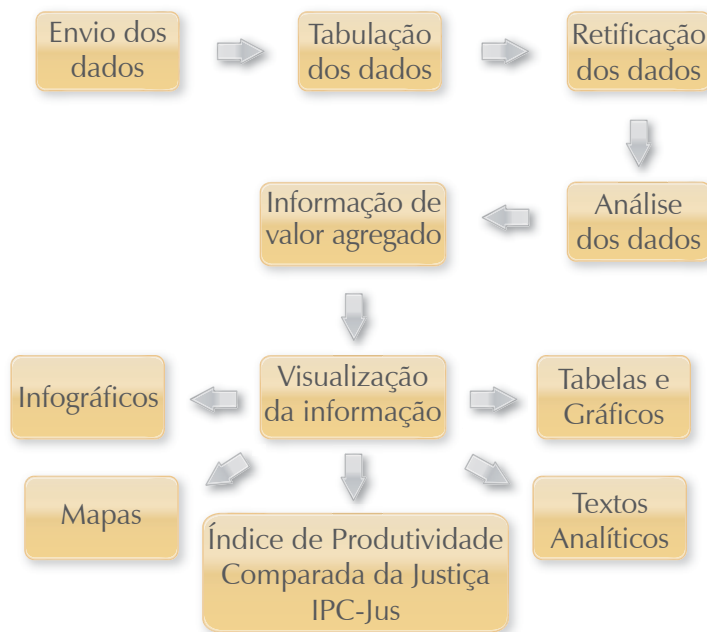 Envio dos
dados
Tabulação
dos dados
Retificação
dos dados
Informação de
valor agregado
Análise
dos dados
Infográficos
Visualização
da informação
Tabelas e
Gráficos
Mapas
Índice de Produtividade
Comparada da Justiça
IPC-Jus
Textos
Analíticos